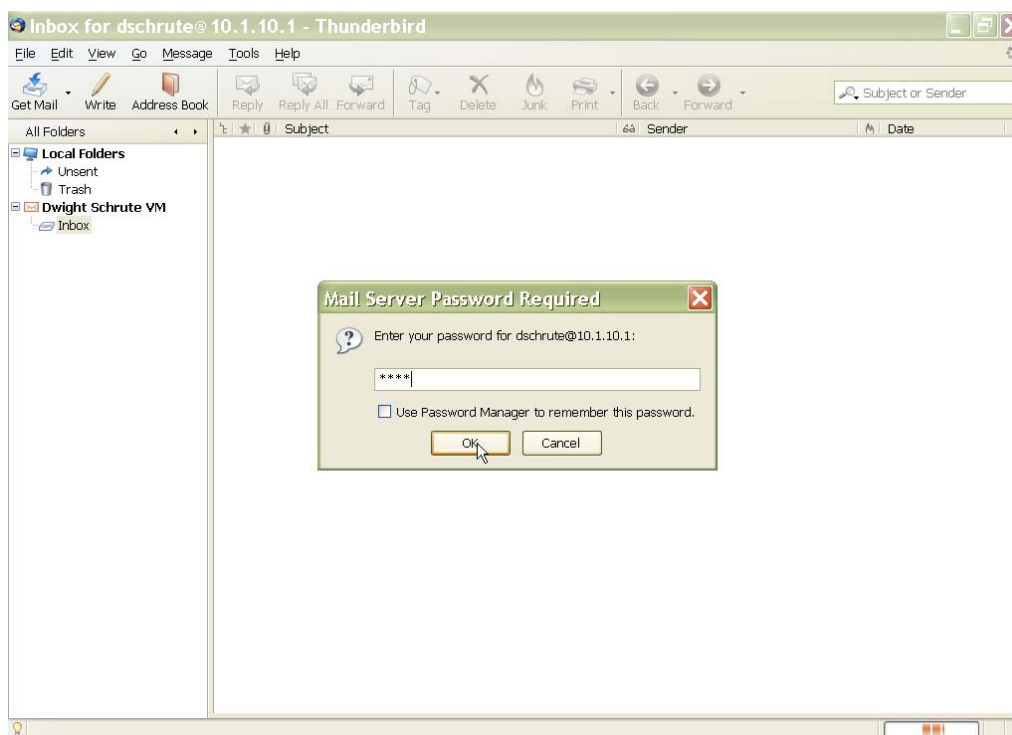 Inbox for dschrute@10.1.10.1 - Thunderbird
File Edit View Go Message Tools Help
Get Mail Write Address Book Reply Reply All Forward Tag Delete Junk Print Back Forward Subject or Sender
All Folders Subject Sender Date
Local Folders
Unsent
Trash
Dwight Schrute VM
Inbox
Mail Server Password Required
Enter your password for dschrute@10.1.10.1:
****
Use Password Manager to remember this password.
OK Cancel